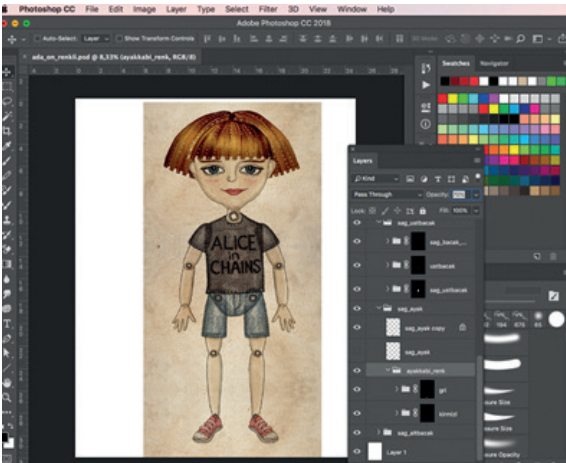 Photoshop CC File Edit Image Layer Type Select Filter 3D View Window Help
Adobe Photoshop CC 2018
Auto-Select: Layer Show Transform Controls
ada_on_renkli.psd @ 8,33% (ayakkabi_renk, RGB/8)
Swatches Navigator
Layers
Kind
Pass Through Opacity:
Lock: Fill: 100%
sag_ustbacak
sag_bacak_...
ustbacak
sag_ustbacak
sag_ayak
sag_ayak copy
sag_ayak
ayakkabi_renk
gri
sag_altbacak
Layer 1
ALICE
in
CHAINS